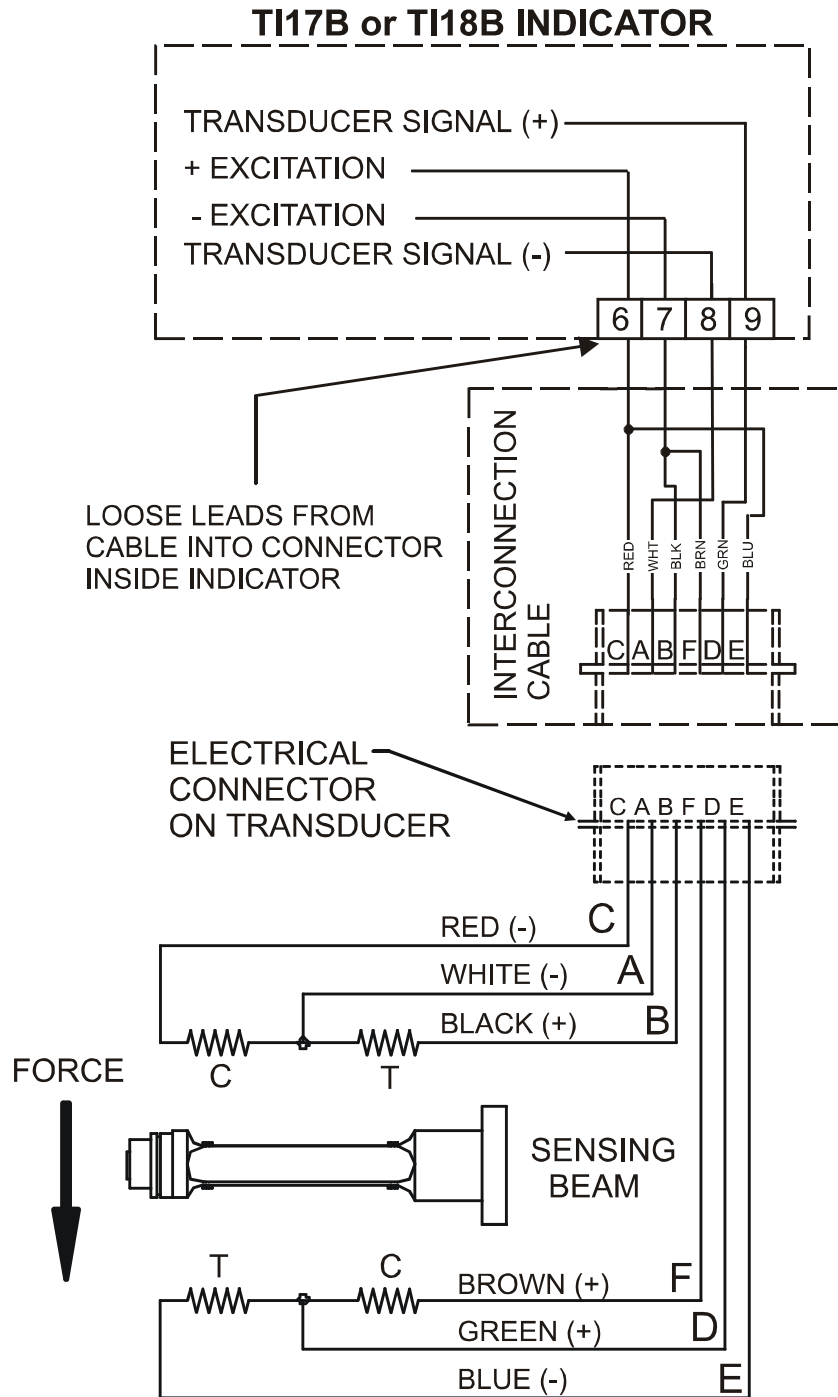 TI17B or TI18B INDICATOR
TRANSDUCER SIGNAL (+)
+ EXCITATION
- EXCITATION
TRANSDUCER SIGNAL (-)
6 7 8 9
LOOSE LEADS FROM
CABLE INTO CONNECTOR
INSIDE INDICATOR
INTERCONNECTION
CABLE
RED
WHT
BLK
BRN
GRN
BLU
C A B F D E
ELECTRICAL
CONNECTOR
ON TRANSDUCER
C A B F D E
RED (-) C
WHITE (-) A
BLACK (+) B
C T
FORCE
SENSING
BEAM
T C
BROWN (+) F
GREEN (+) D
BLUE (-) E